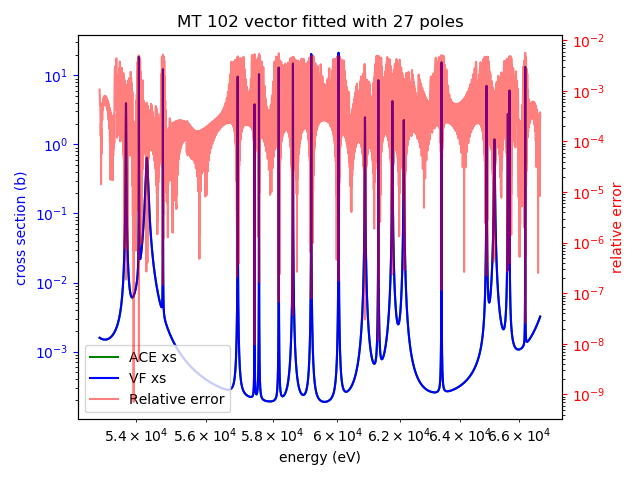 MT 102 vector fitted with 27 poles
10¹
10⁰
10⁻¹
10⁻²
10⁻³
cross section (b)
10⁻²
10⁻³
10⁻⁴
10⁻⁵
10⁻⁶
10⁻⁷
10⁻⁸
10⁻⁹
relative error
ACE xs
VF xs
Relative error
5.4 × 10⁴ 5.6 × 10⁴ 5.8 × 10⁴ 6 × 10⁴ 6.2 × 10⁴ 6.4 × 10⁴ 6.6 × 10⁴
energy (eV)